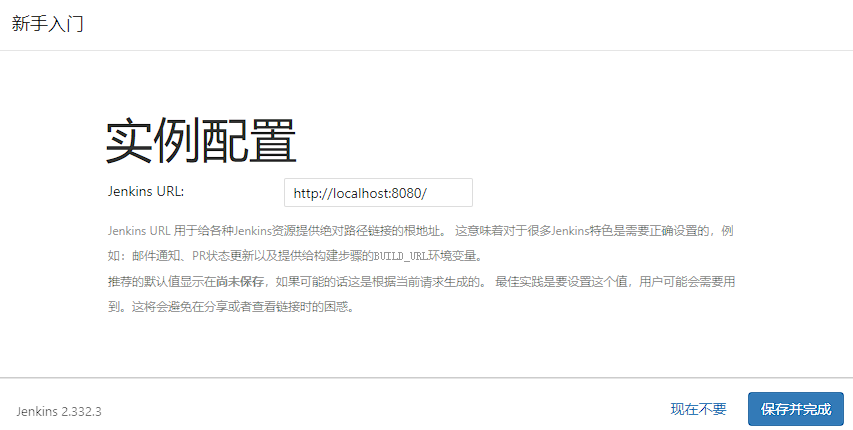 新手入门
实例配置
Jenkins URL:
http://localhost:8080/
Jenkins URL 用于给各种Jenkins资源提供绝对路径链接的根地址。 这意味着对于很多Jenkins特色是需要正确设置的，例
如：邮件通知、PR状态更新以及提供给构建步骤的BUILD_URL环境变量。
推荐的默认值显示在尚未保存，如果可能的话这是根据当前请求生成的。 最佳实践是要设置这个值，用户可能会需要用
到。这将会避免在分享或者查看链接时的困惑。
Jenkins 2.332.3
现在不要
保存并完成